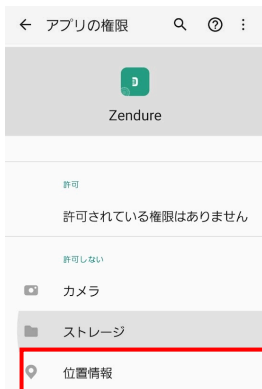 アプリの権限
Zendure
許可
許可されている権限はありません
許可しない
カメラ
ストレージ
位置情報